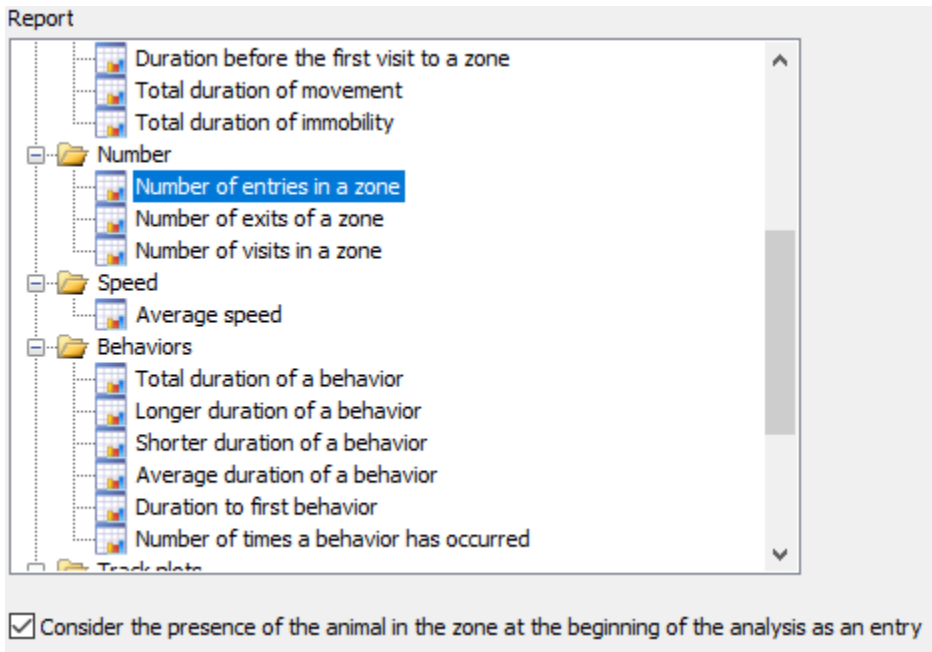 Report
Duration before the first visit to a zone
Total duration of movement
Total duration of immobility
Number
Number of entries in a zone
Number of exits of a zone
Number of visits in a zone
Speed
Average speed
Behaviors
Total duration of a behavior
Longer duration of a behavior
Shorter duration of a behavior
Average duration of a behavior
Duration to first behavior
Number of times a behavior has occurred
Track plots
Consider the presence of the animal in the zone at the beginning of the analysis as an entry